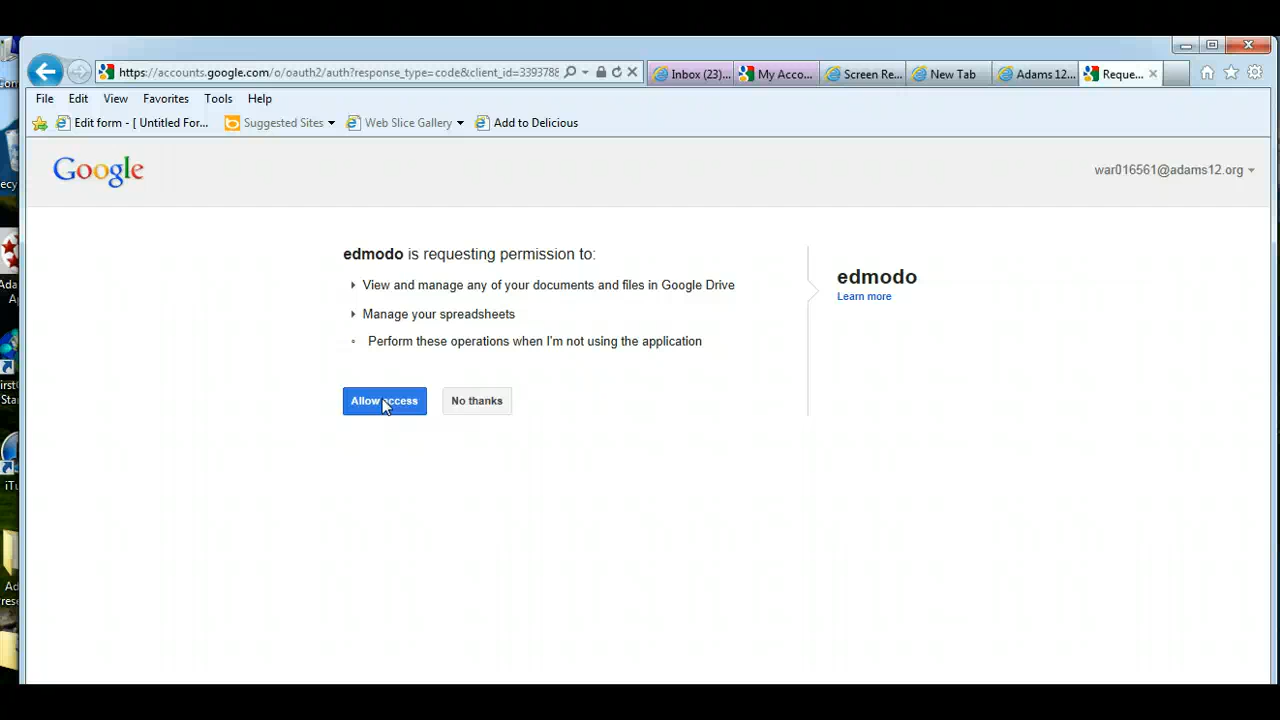 https://accounts.google.com/o/oauth2/auth?response_type=code&client_id=3393788
Inbox (23)...
My Acco...
Screen Re...
New Tab
Adams 12...
Reque...
File Edit View Favorites Tools Help
Edit form - [ Untitled For...
Suggested Sites
Web Slice Gallery
Add to Delicious
Google
war016561@adams12.org
edmodo is requesting permission to:
View and manage any of your documents and files in Google Drive
Manage your spreadsheets
Perform these operations when I'm not using the application
Allow access
No thanks
edmodo
Learn more